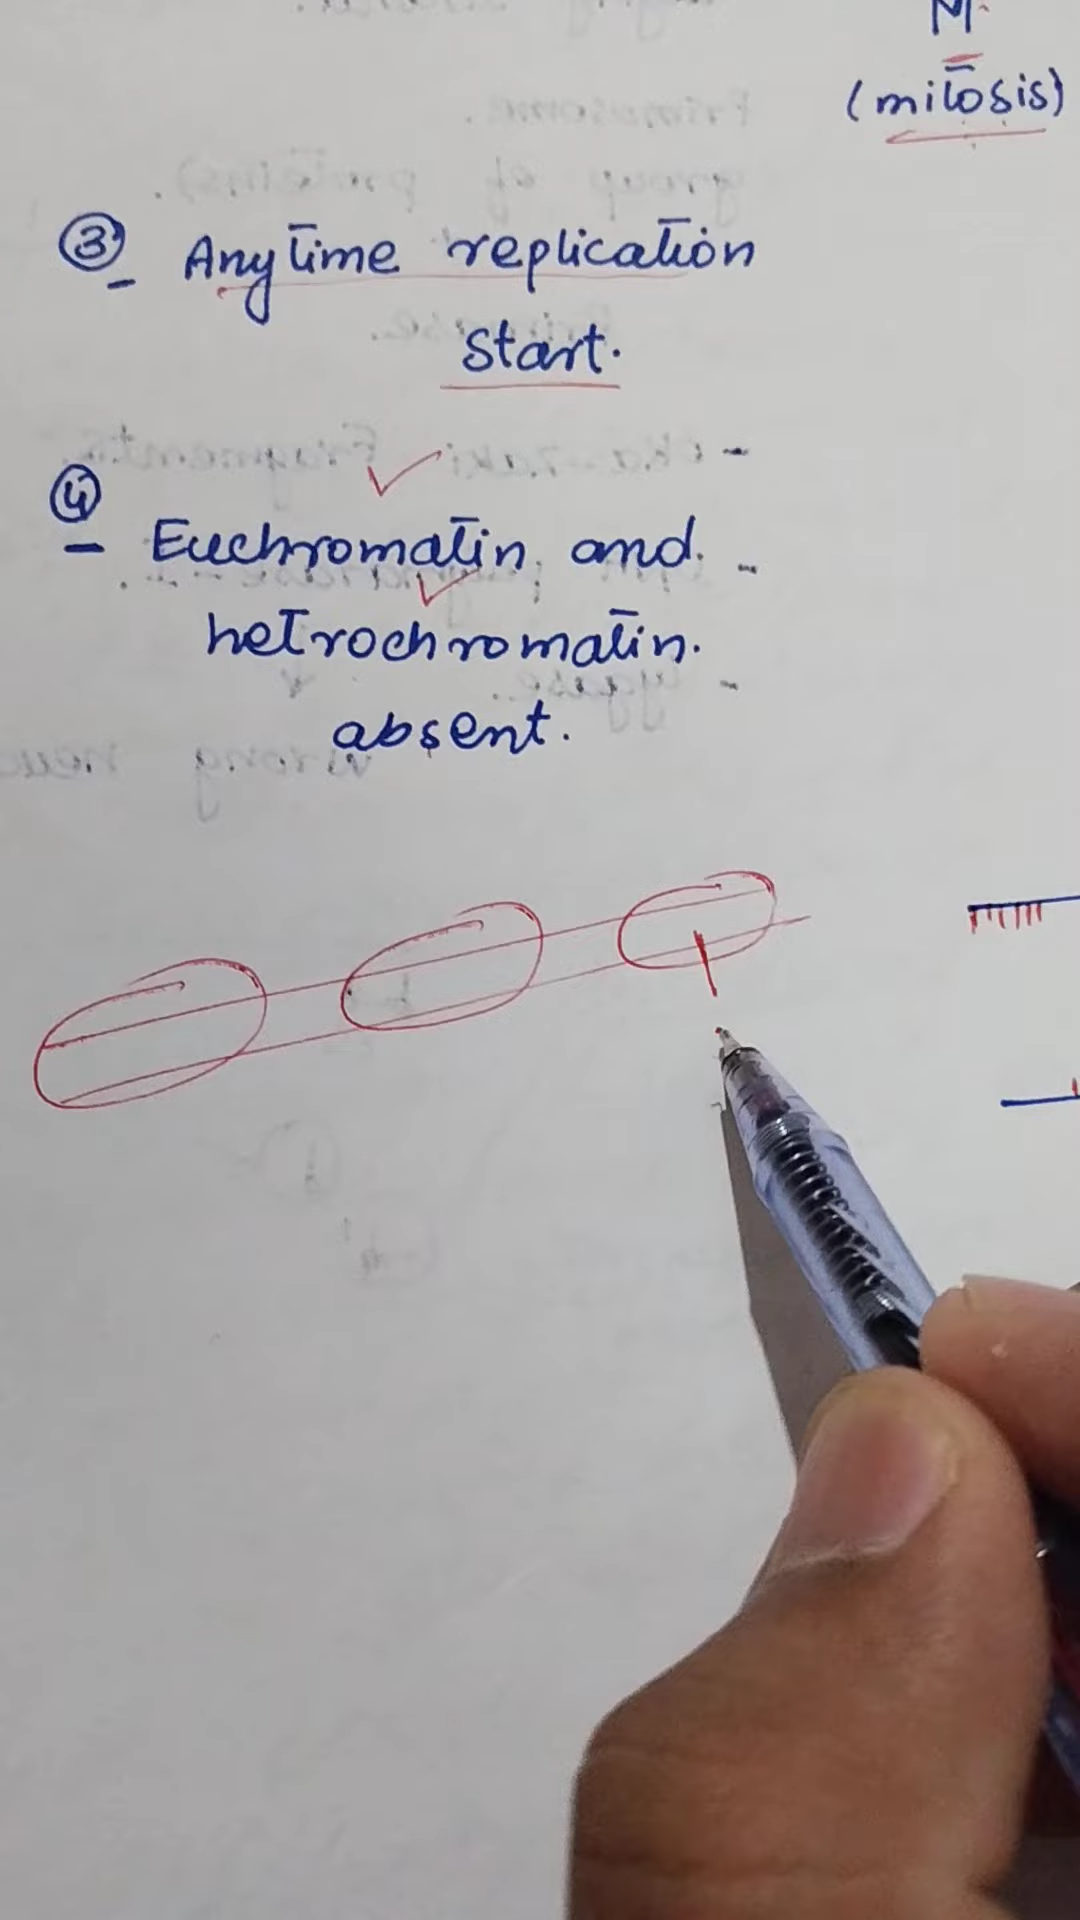 M
(mitosis)
③ Anytime replication
start.
④
- Euchromatin and
hetrochromatin.
absent.